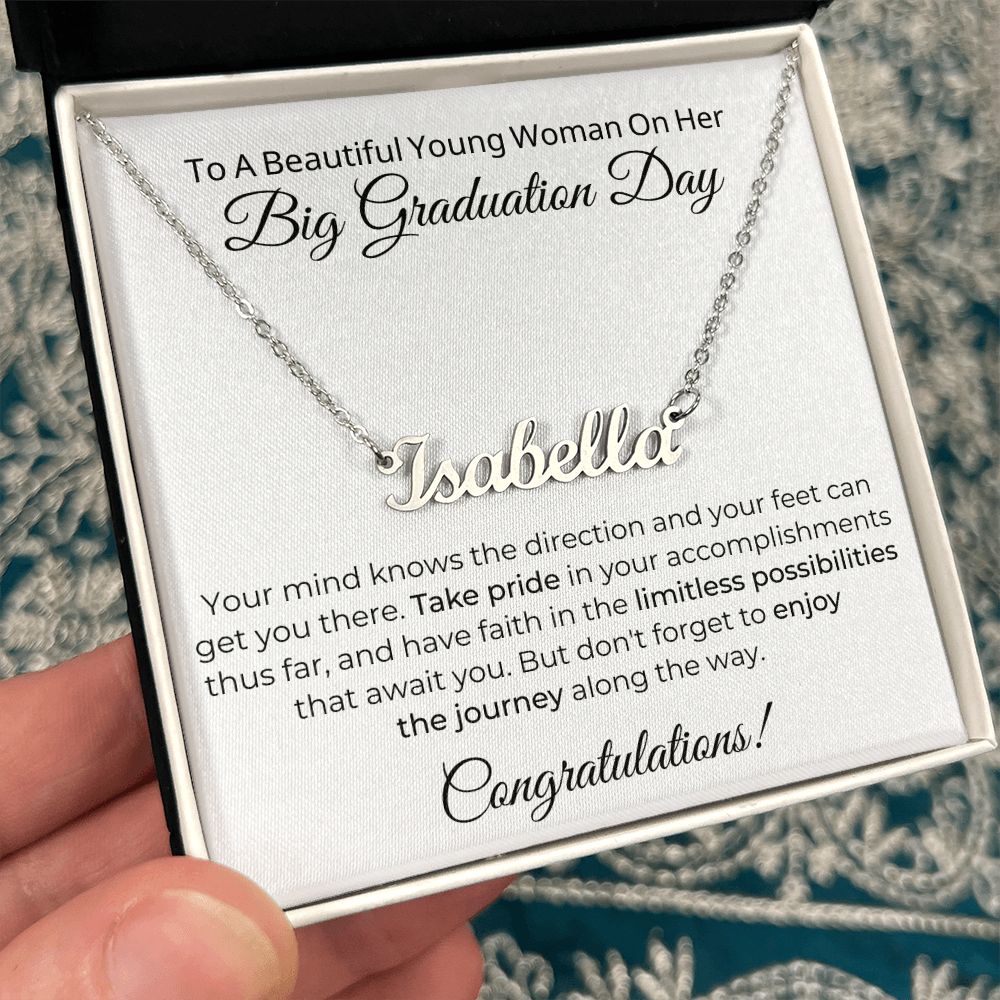 To A Beautiful Young Woman On Her
Big Graduation Day
Isabella
Your mind knows the direction and your feet can
get you there. Take pride in your accomplishments
thus far, and have faith in the limitless possibilities
that await you. But don't forget to enjoy
the journey along the way.
Congratulations!